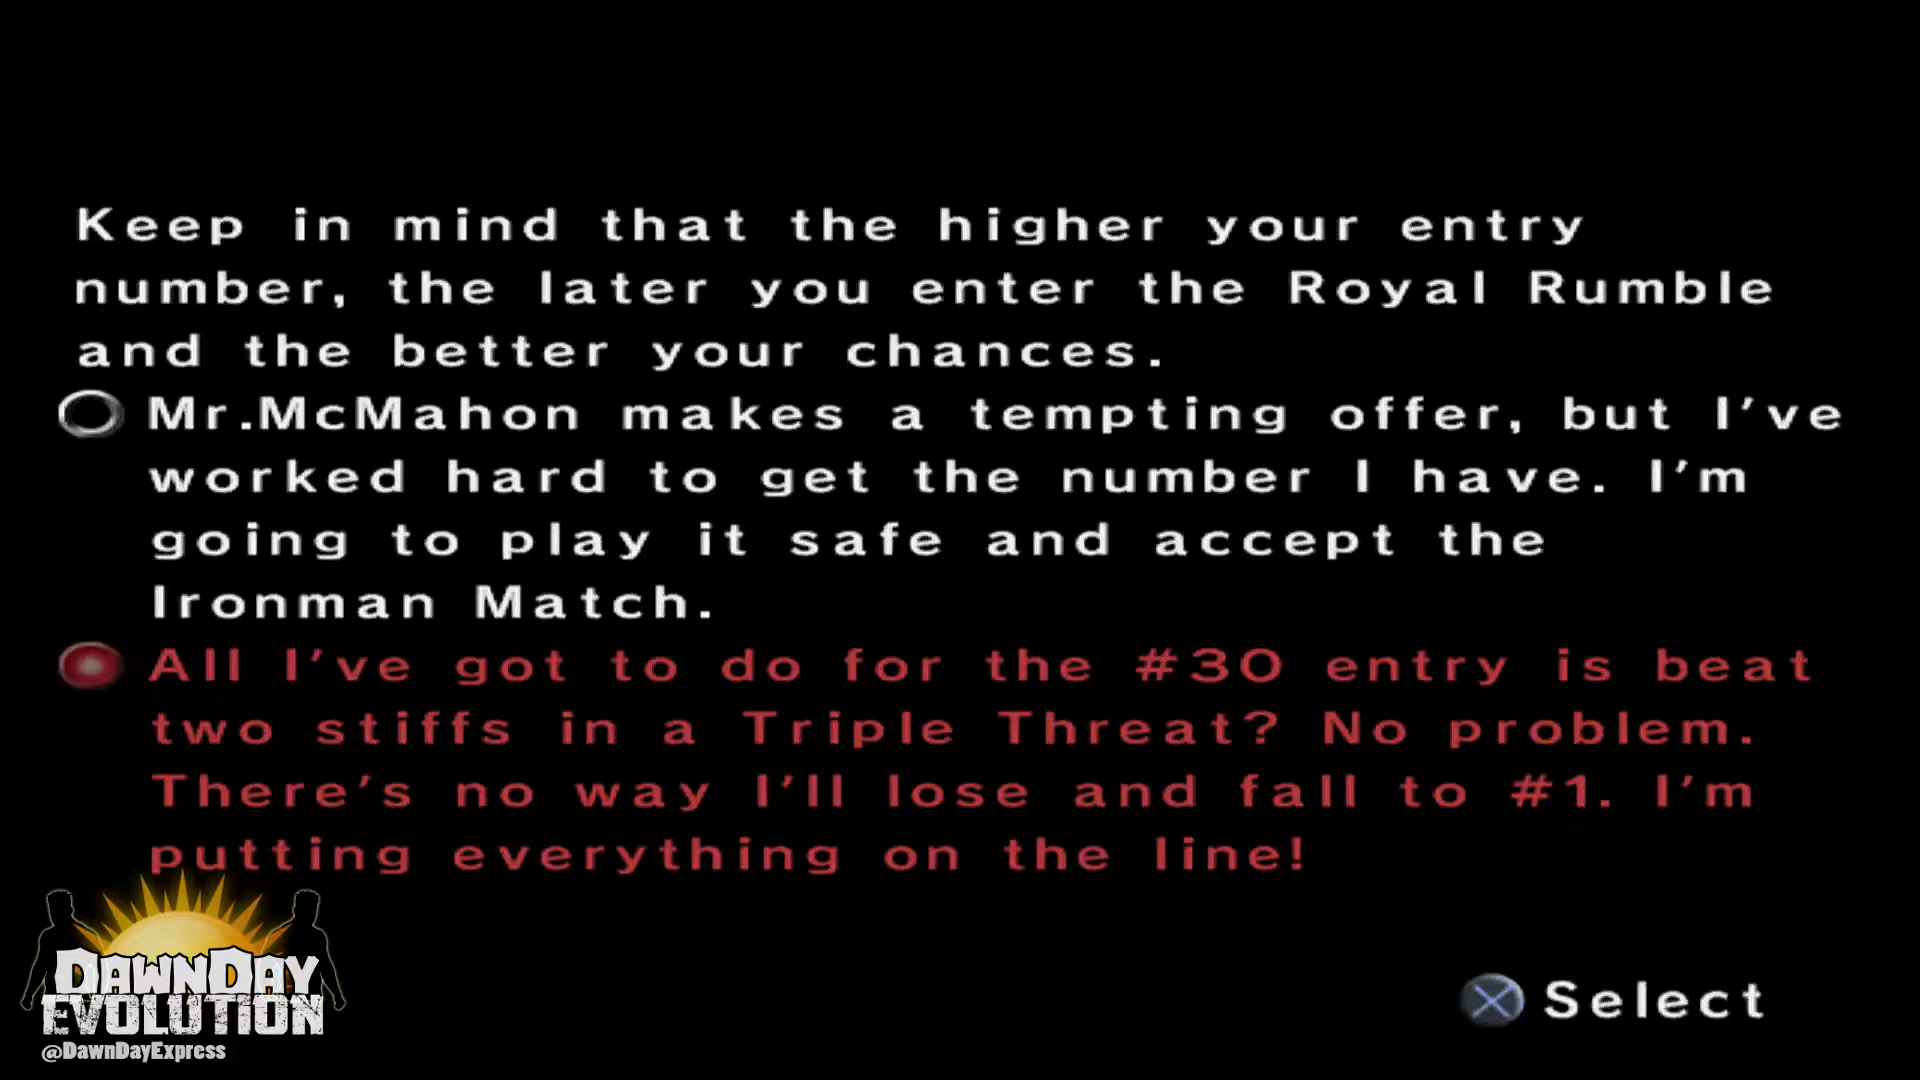 Keep in mind that the higher your entry
number, the later you enter the Royal Rumble
and the better your chances.
Mr.McMahon makes a tempting offer, but I've
worked hard to get the number I have. I'm
going to play it safe and accept the
Ironman Match.
All I've got to do for the #30 entry is beat
two stiffs in a Triple Threat? No problem.
There's no way I'll lose and fall to #1. I'm
putting everything on the line!
DAWNDAY
EVOLUTION
@DawnDayExpress
Select